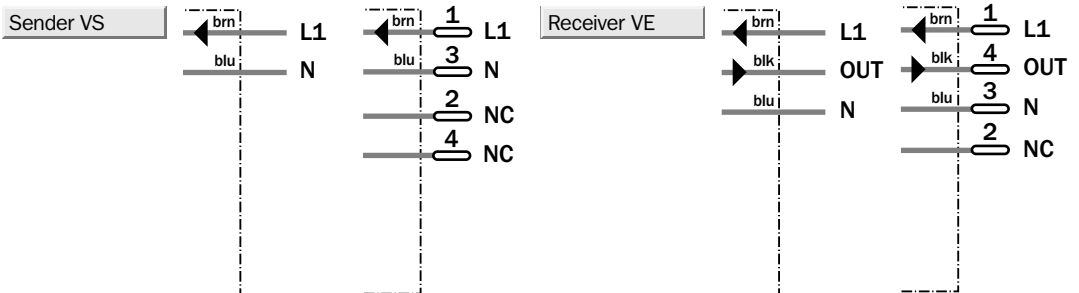 Sender VS
brn L1
blu N
brn 1 L1
blu 3 N
2 NC
4 NC
Receiver VE
brn L1
blk OUT
blu N
brn 1 L1
blk 4 OUT
blu 3 N
2 NC